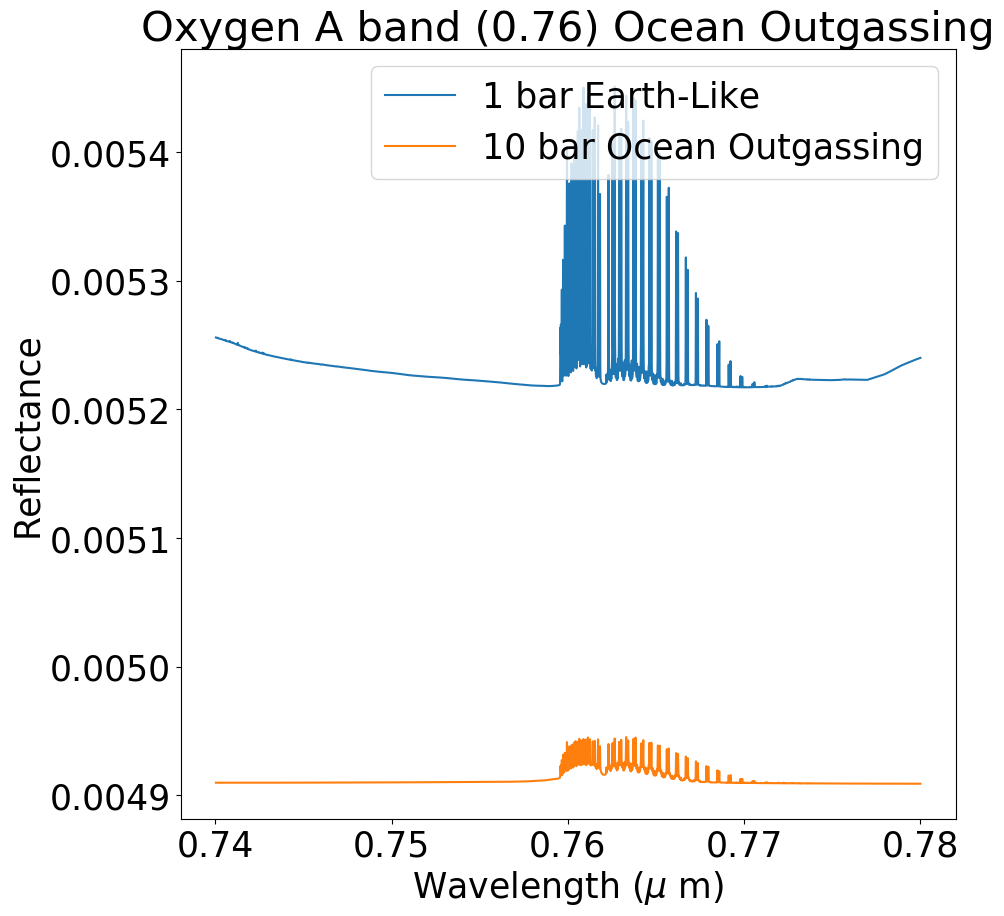 Oxygen A band (0.76) Ocean Outgassing
1 bar Earth-Like
10 bar Ocean Outgassing
Reflectance
0.0054
0.0053
0.0052
0.0051
0.0050
0.0049
0.74 0.75 0.76 0.77 0.78
Wavelength (μ m)